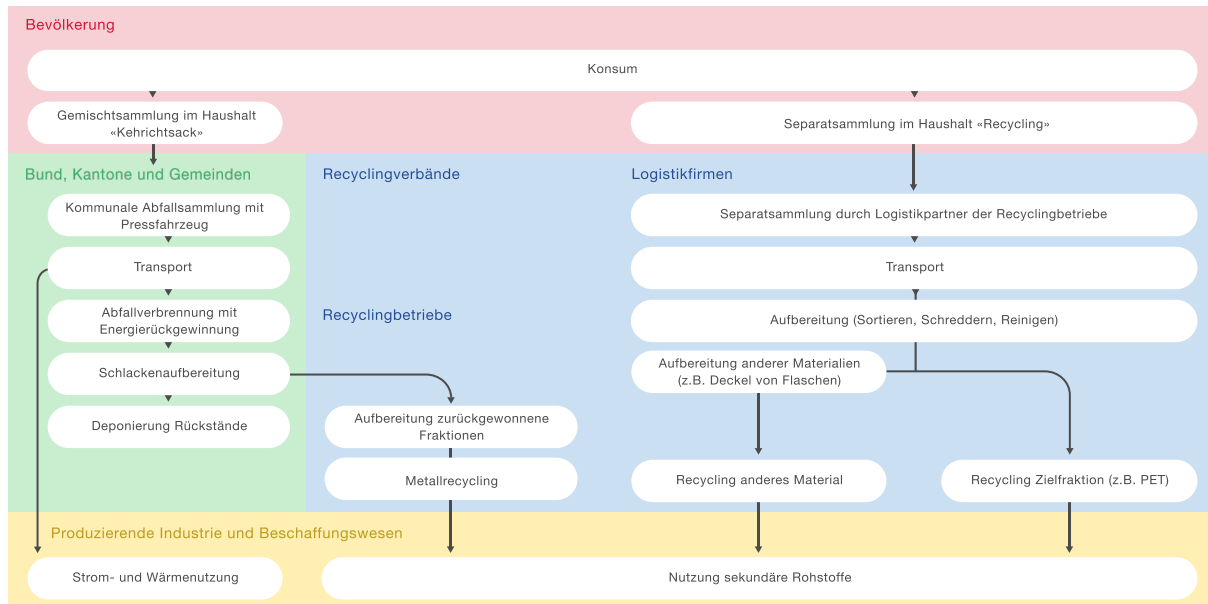 Bevölkerung
Konsum
Gemischtsammlung im Haushalt
«Kehrichtsack»
Separatsammlung im Haushalt «Recycling»
Bund, Kantone und Gemeinden
Recyclingverbände
Logistikfirmen
Kommunale Abfallsammlung mit
Pressfahrzeug
Separatsammlung durch Logistikpartner der Recyclingbetriebe
Transport
Transport
Abfallverbrennung mit
Energierückgewinnung
Recyclingbetriebe
Aufbereitung (Sortieren, Schreddern, Reinigen)
Schlackenaufbereitung
Aufbereitung anderer Materialien
(z.B. Deckel von Flaschen)
Deponierung Rückstände
Aufbereitung zurückgewonnene
Fraktionen
Metallrecycling
Recycling anderes Material
Recycling Zielfraktion (z.B. PET)
Produzierende Industrie und Beschaffungswesen
Strom- und Wärmenutzung
Nutzung sekundäre Rohstoffe